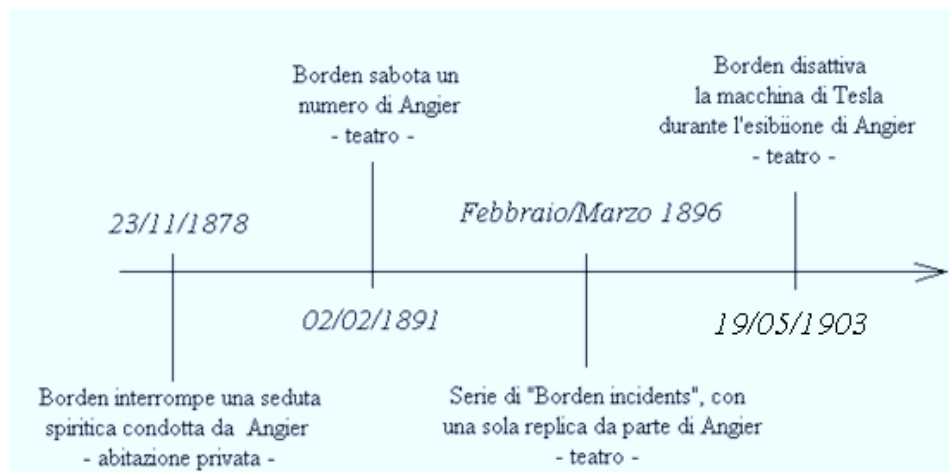 Borden sabota un
numero di Angier
- teatro -
Borden disattiva
la macchina di Tesla
durante l'esibiione di Angier
- teatro -
23/11/1878
Febbraio/Marzo 1896
02/02/1891
19/05/1903
Borden interrompe una seduta
spiritica condotta da Angier
- abitazione privata -
Serie di "Borden incidents", con
una sola replica da parte di Angier
- teatro -